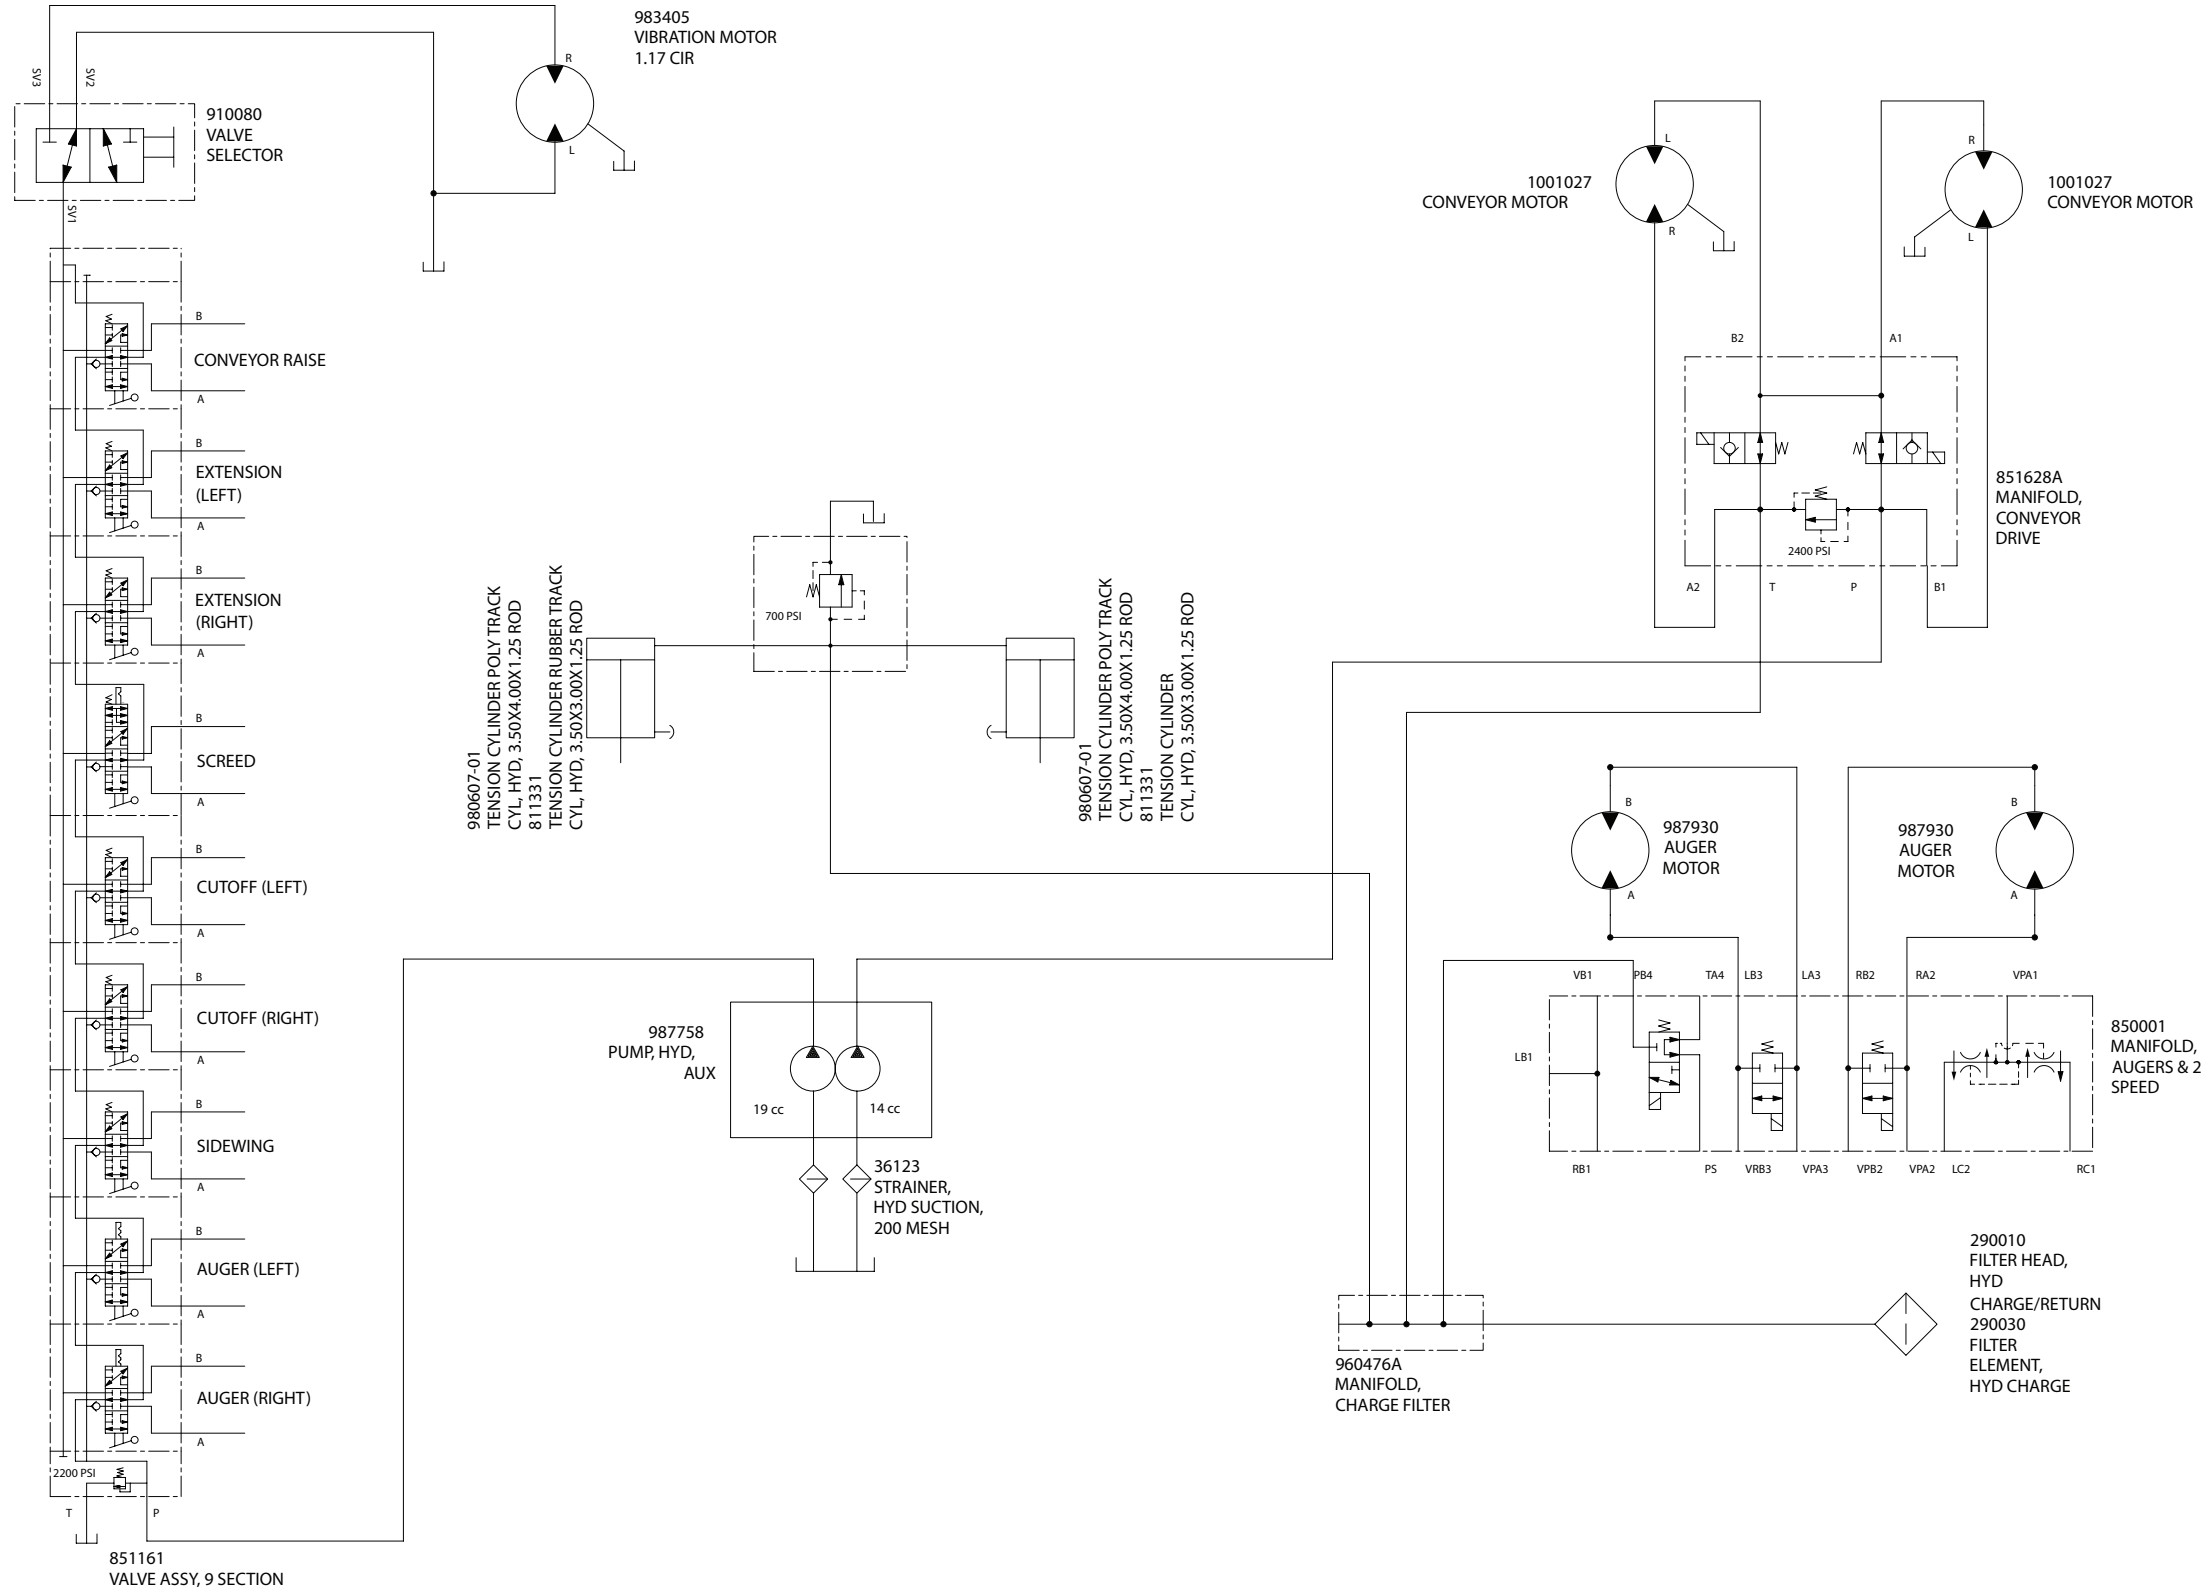 983405
VIBRATION MOTOR
1.17 CIR
R
L
SV3
SV2
910080
VALVE
SELECTOR
SV1
B
CONVEYOR RAISE
A
B
EXTENSION
(LEFT)
A
B
EXTENSION
(RIGHT)
A
B
SCREED
A
B
CUTOFF (LEFT)
A
B
CUTOFF (RIGHT)
A
B
SIDEWING
A
B
AUGER (LEFT)
A
B
AUGER (RIGHT)
A
2200 PSI
T
P
851161
VALVE ASSY, 9 SECTION
700 PSI
980607-01
TENSION CYLINDER POLY TRACK
CYL, HYD, 3.50X4.00X1.25 ROD
811331
TENSION CYLINDER RUBBER TRACK
CYL, HYD, 3.50X3.00X1.25 ROD
980607-01
TENSION CYLINDER POLY TRACK
CYL, HYD, 3.50X4.00X1.25 ROD
811331
TENSION CYLINDER
CYL, HYD, 3.50X3.00X1.25 ROD
987758
PUMP, HYD,
AUX
19 cc
14 cc
36123
STRAINER,
HYD SUCTION,
200 MESH
L
R
1001027
CONVEYOR MOTOR
R
L
1001027
CONVEYOR MOTOR
B2
A1
851628A
MANIFOLD,
CONVEYOR
DRIVE
2400 PSI
A2
T
P
B1
B
987930
AUGER
MOTOR
A
B
987930
AUGER
MOTOR
A
VB1
PB4
TA4
LB3
LA3
RB2
RA2
VPA1
LB1
850001
MANIFOLD,
AUGERS & 2
SPEED
RB1
PS
VRB3
VPA3
VPB2
VPA2
LC2
RC1
290010
FILTER HEAD,
HYD
CHARGE/RETURN
290030
FILTER
ELEMENT,
HYD CHARGE
960476A
MANIFOLD,
CHARGE FILTER